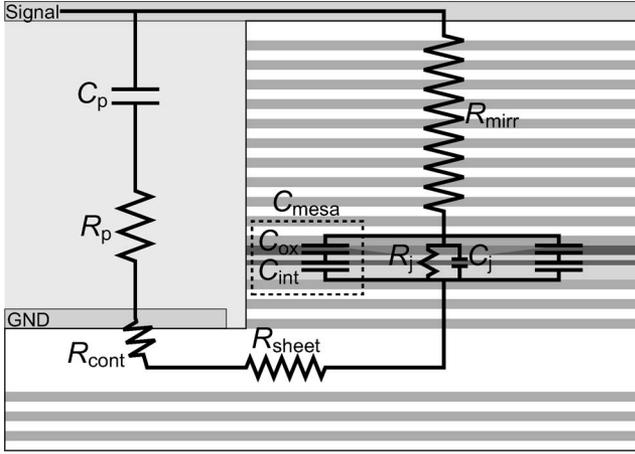 Signal
Cp
Rmirr
Cmesa
Rp
Cox
Rj
Cj
Cint
GND
Rsheet
Rcont